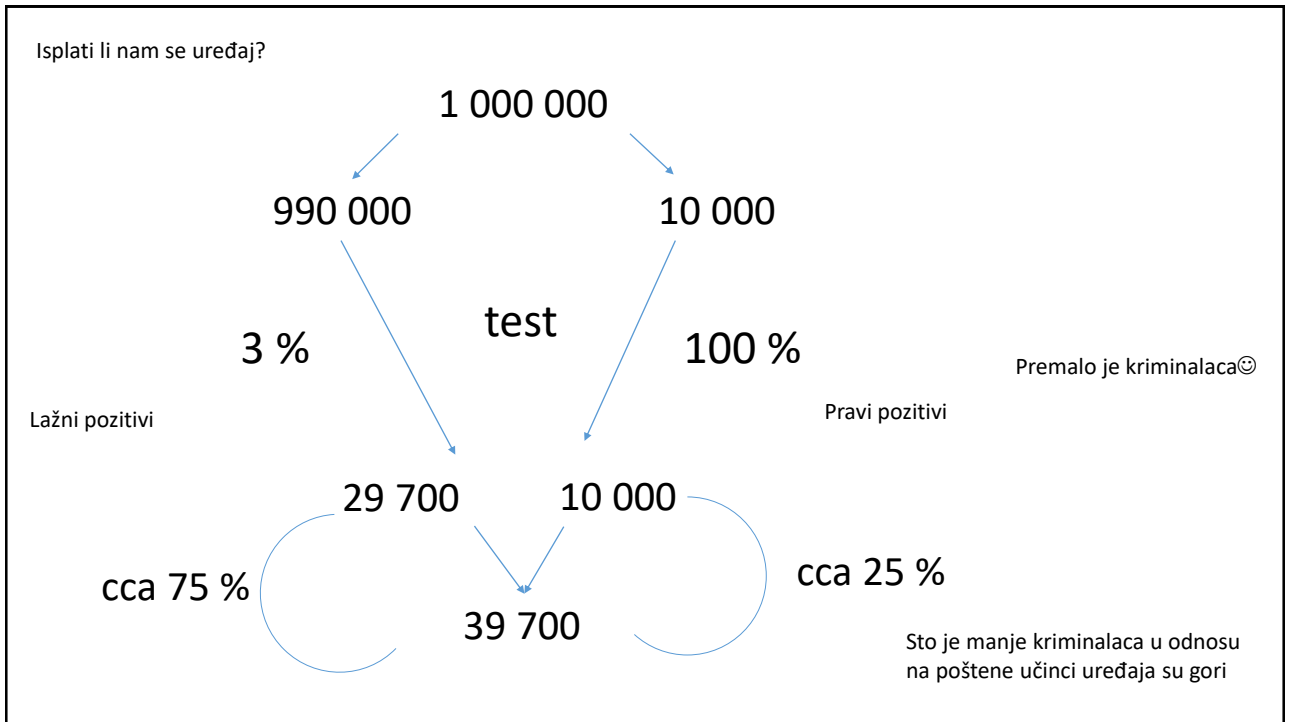 Isplati li nam se uređaj?
1 000 000
990 000
10 000
test
3 %
100 %
Premalo je kriminalaca☺
Lažni pozitivi
Pravi pozitivi
29 700
10 000
cca 75 %
cca 25 %
39 700
Sto je manje kriminalaca u odnosu
na poštene učinci uređaja su gori